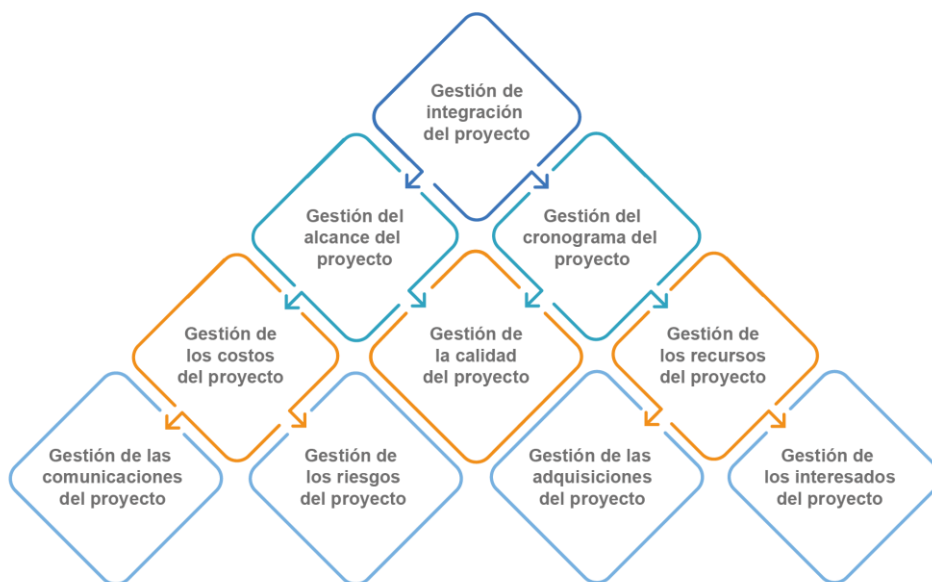 Gestión de
integración
del proyecto
Gestión del
alcance del
proyecto
Gestión del
cronograma del
proyecto
Gestión de
los costos
del proyecto
Gestión de
la calidad
del proyecto
Gestión de
los recursos
del proyecto
Gestión de las
comunicaciones
del proyecto
Gestión de
los riesgos
del proyecto
Gestión de las
adquisiciones
del proyecto
Gestión de
los interesados
del proyecto